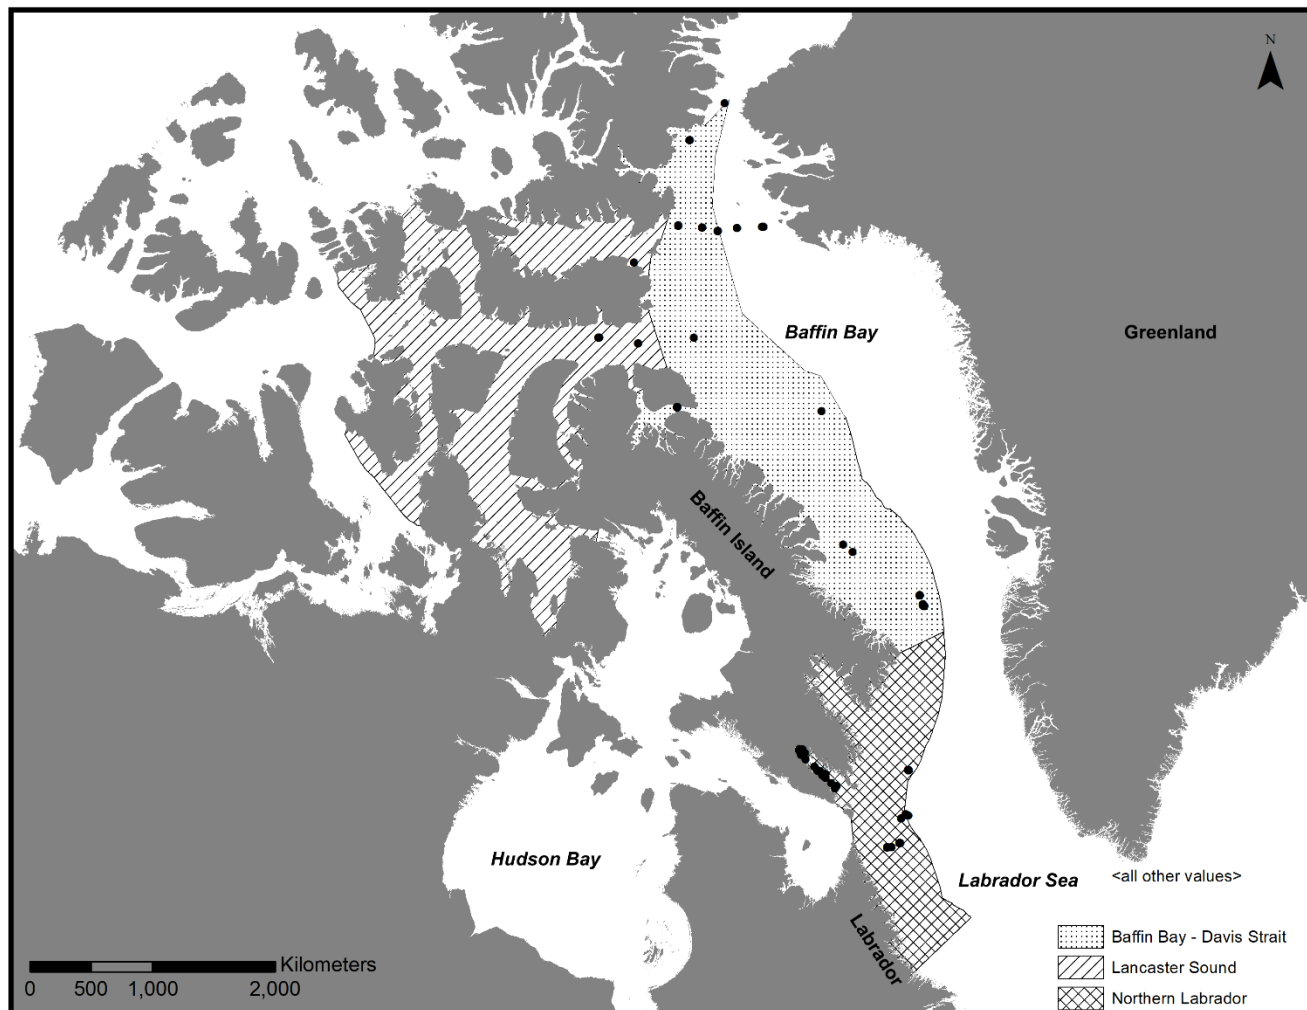 N
Baffin Bay
Greenland
Baffin Island
Hudson Bay
Labrador Sea
<all other values>
Labrador
Baffin Bay - Davis Strait
Lancaster Sound
Northern Labrador
Kilometers
0 500 1,000 2,000